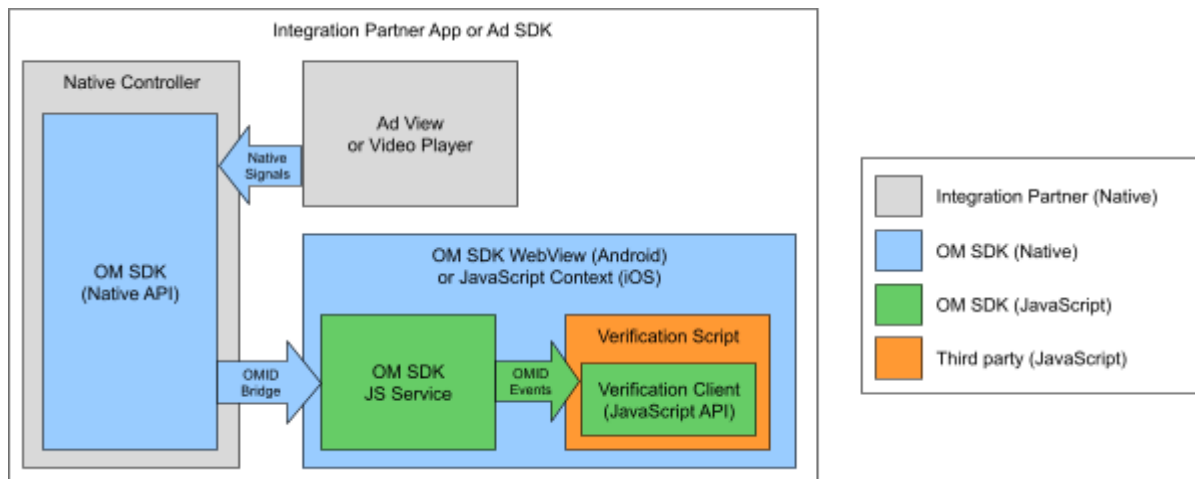 Integration Partner App or Ad SDK
Native Controller
OM SDK
(Native API)
Native
Signals
Ad View
or Video Player
OMID
Bridge
OM SDK WebView (Android)
or JavaScript Context (iOS)
OM SDK
JS Service
OMID
Events
Verification Script
Verification Client
(JavaScript API)
Integration Partner (Native)
OM SDK (Native)
OM SDK (JavaScript)
Third party (JavaScript)